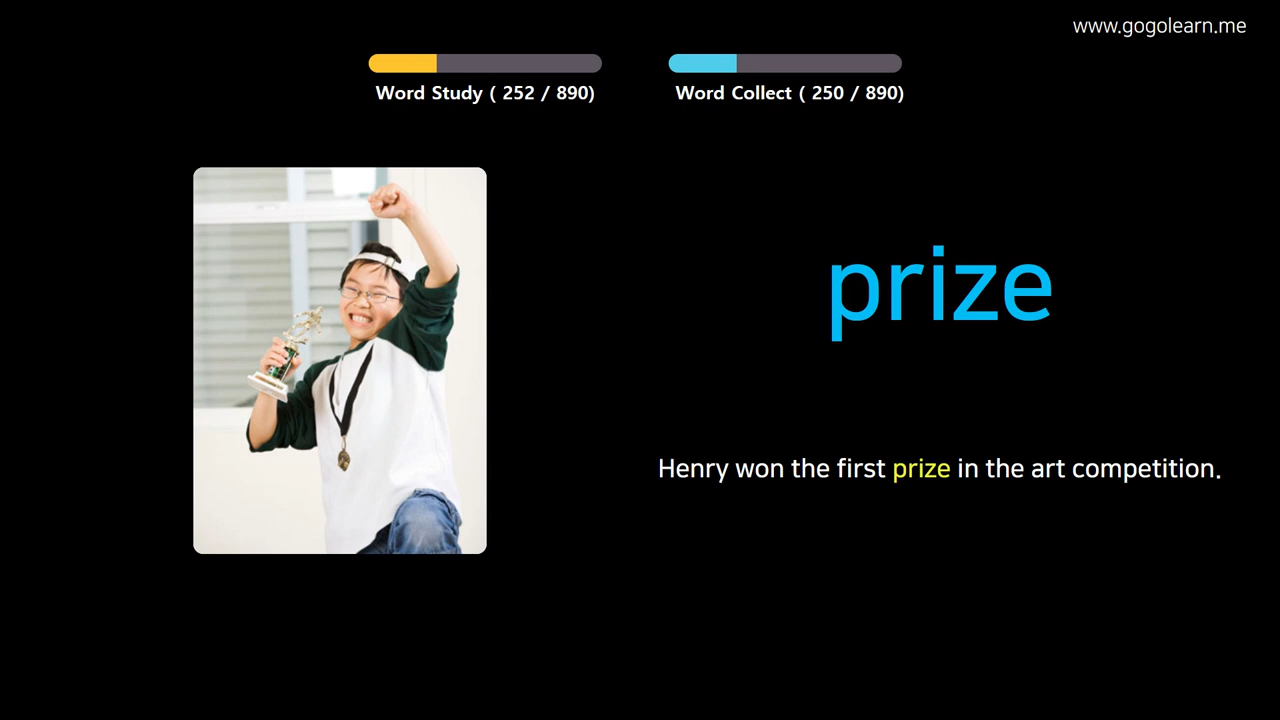 www.gogolearn.me
Word Study ( 252 / 890)
Word Collect ( 250 / 890)
prize
Henry won the first prize in the art competition.